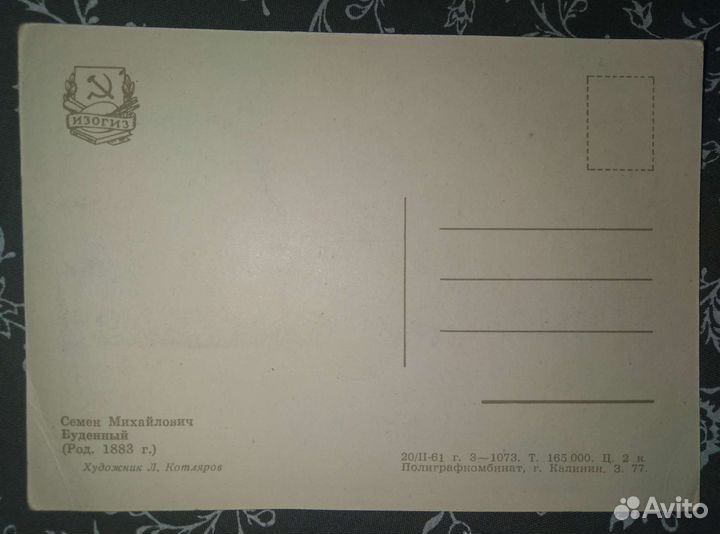 ИЗОГИЗ
Семен Михайлович
Буденный
(Род. 1883 г.)
Художник Л. Котляров
20/II-61 г. 3—1073. Т. 165 000. Ц. 2 к.
Полиграфкомбинат, г. Калинин, З. 77.
Avito